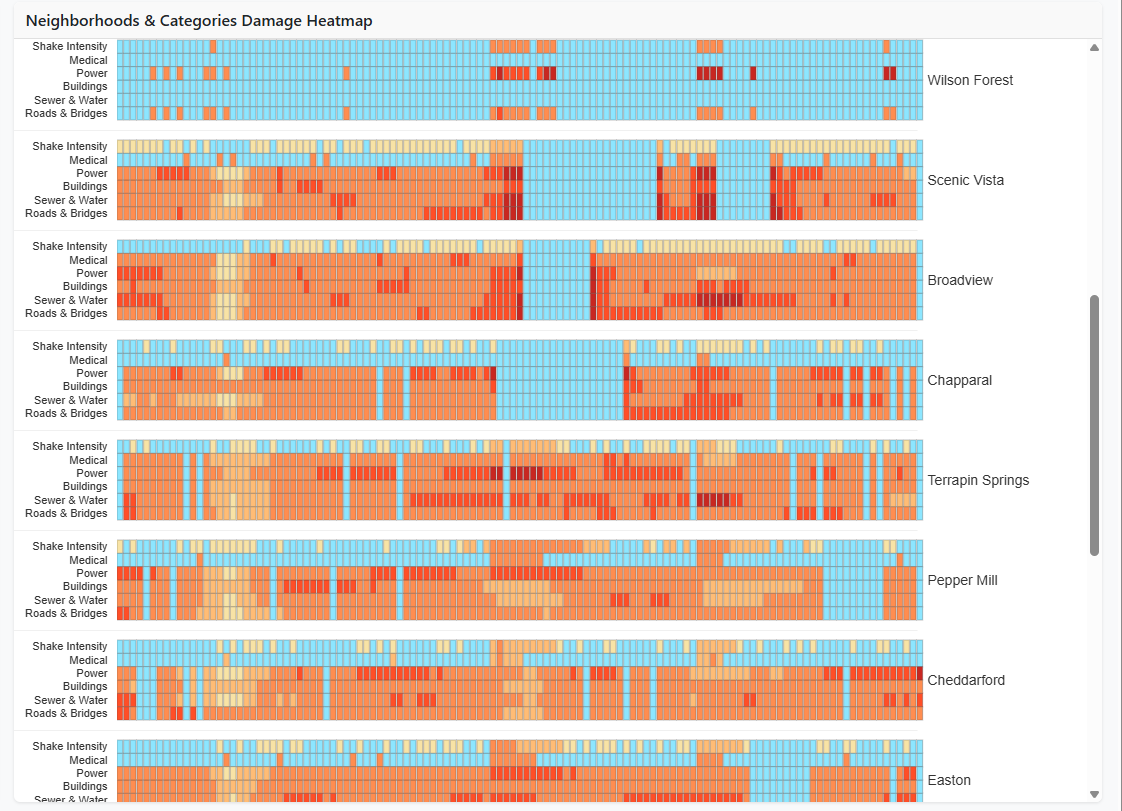 Neighborhoods & Categories Damage Heatmap
Shake Intensity
Medical
Power
Buildings
Sewer & Water
Roads & Bridges
Wilson Forest
Shake Intensity
Medical
Power
Buildings
Sewer & Water
Roads & Bridges
Scenic Vista
Shake Intensity
Medical
Power
Buildings
Sewer & Water
Roads & Bridges
Broadview
Shake Intensity
Medical
Power
Buildings
Sewer & Water
Roads & Bridges
Chapparal
Shake Intensity
Medical
Power
Buildings
Sewer & Water
Roads & Bridges
Terrapin Springs
Shake Intensity
Medical
Power
Buildings
Sewer & Water
Roads & Bridges
Pepper Mill
Shake Intensity
Medical
Power
Buildings
Sewer & Water
Roads & Bridges
Cheddarford
Shake Intensity
Medical
Power
Buildings
Sewer & Water
Easton